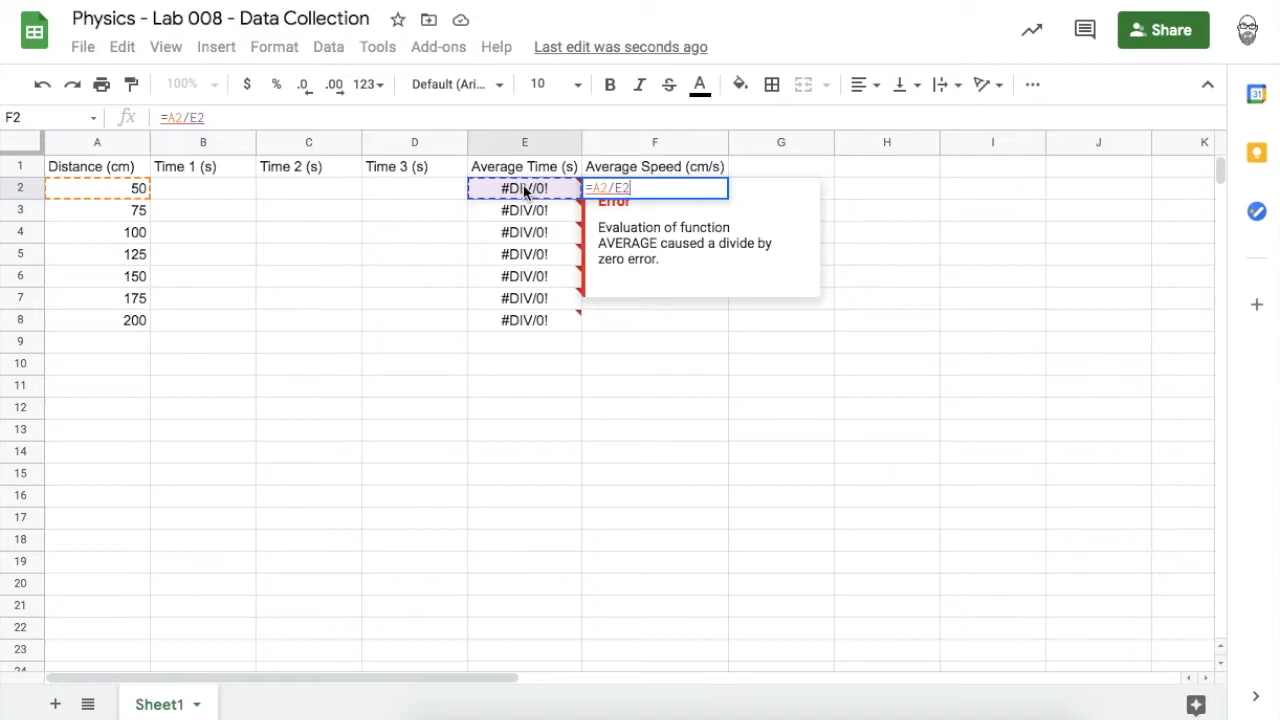 Physics - Lab 008 - Data Collection
File Edit View Insert Format Data Tools Add-ons Help Last edit was seconds ago
Share
100% $ % .0 .00 123 Default (Ari... 10 B I S A
F2 fx =A2/E2
A B C D E F G H I J K
1 Distance (cm) Time 1 (s) Time 2 (s) Time 3 (s) Average Time (s) Average Speed (cm/s)
2 50 #DIV/0! =A2/E2
Error
3 75 #DIV/0!
Evaluation of function
AVERAGE caused a divide by
zero error.
4 100 #DIV/0!
5 125 #DIV/0!
6 150 #DIV/0!
7 175 #DIV/0!
8 200 #DIV/0!
9
10
11
12
13
14
15
16
17
18
19
20
21
22
23
24
Sheet1
31